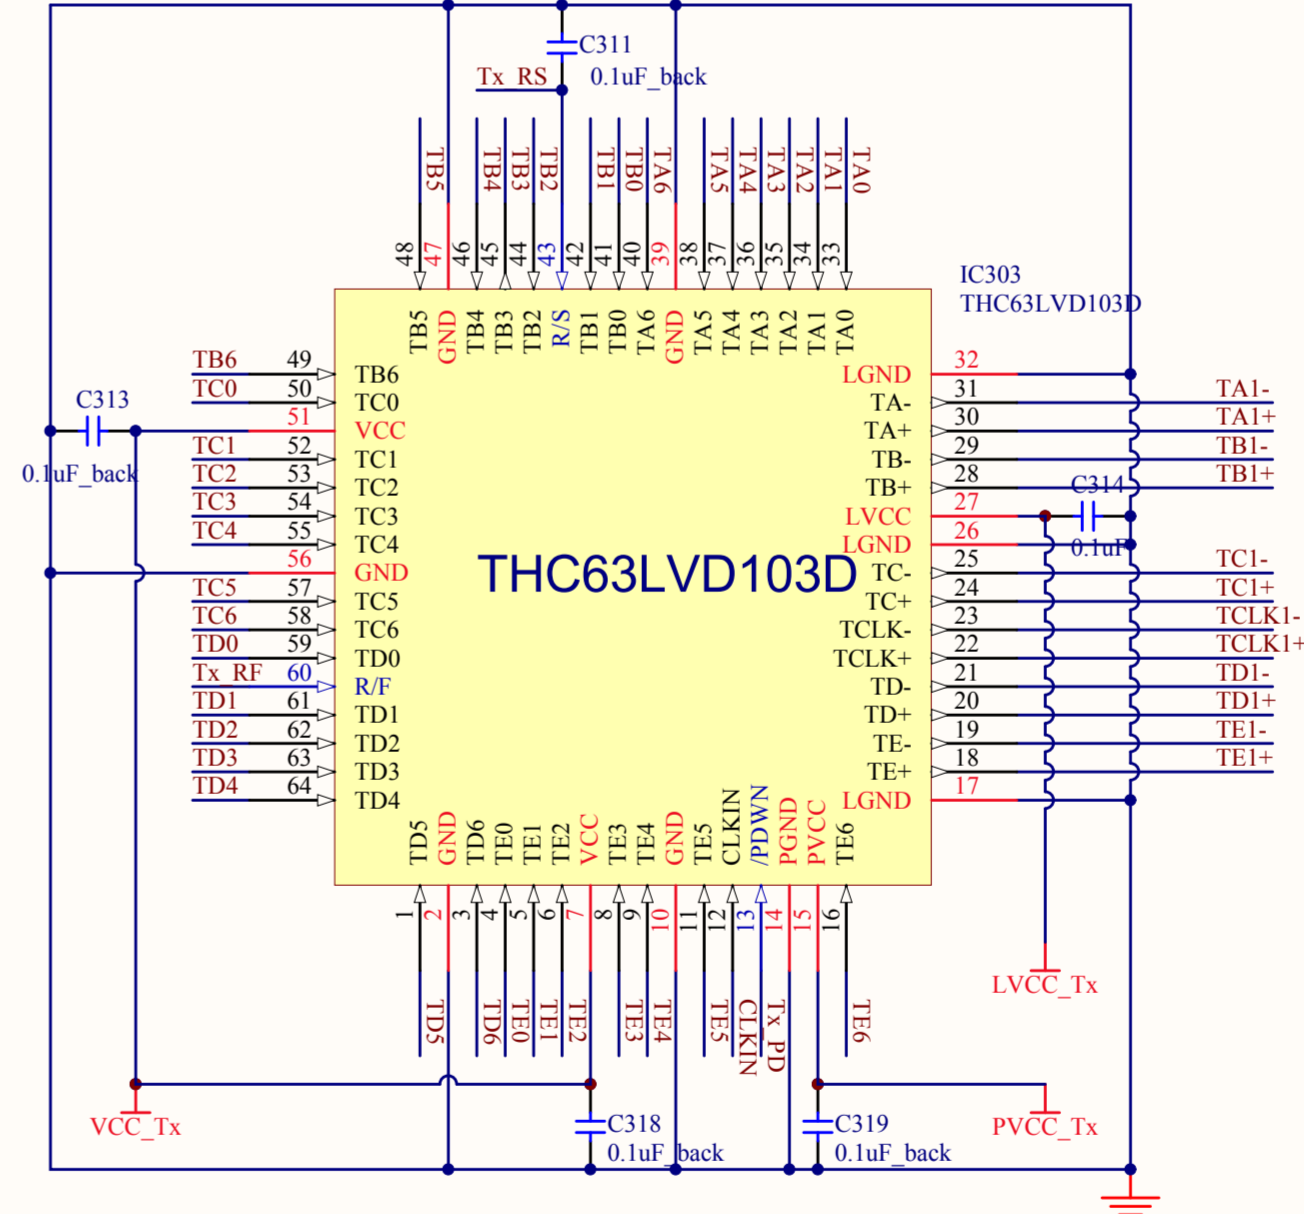 C311
0.1uF_back
Tx_RS
TB5
TB4
TB3
TB2
TB1
TB0
TA6
TA5
TA4
TA3
TA2
TA1
TA0
48
47
46
45
44
43
42
41
40
39
38
37
36
35
34
33
IC303
THC63LVD103D
TB5
GND
TB4
TB3
TB2
R/S
TB1
TB0
TA6
GND
TA5
TA4
TA3
TA2
TA1
TA0
TB6 49 TB6
TC0 50 TC0
51 VCC
TC1 52 TC1
TC2 53 TC2
TC3 54 TC3
TC4 55 TC4
56 GND
TC5 57 TC5
TC6 58 TC6
TD0 59 TD0
Tx_RF 60 R/F
TD1 61 TD1
TD2 62 TD2
TD3 63 TD3
TD4 64 TD4
C313
0.1uF_back
THC63LVD103D
LGND 32
TA- 31 TA1-
TA+ 30 TA1+
TB- 29 TB1-
TB+ 28 TB1+
LVCC 27
LGND 26
TC- 25 TC1-
TC+ 24 TC1+
TCLK- 23 TCLK1-
TCLK+ 22 TCLK1+
TD- 21 TD1-
TD+ 20 TD1+
TE- 19 TE1-
TE+ 18 TE1+
LGND 17
C314
0.1uF
TD5
GND
TD6
TE0
TE1
TE2
VCC
TE3
TE4
GND
TE5
CLKIN
/PDWN
PGND
PVCC
TE6
1
2
3
4
5
6
7
8
9
10
11
12
13
14
15
16
TD5
TD6
TE0
TE1
TE2
TE3
TE4
TE5
CLKIN
Tx_PD
TE6
LVCC_Tx
VCC_Tx
C318
0.1uF_back
C319
0.1uF_back
PVCC_Tx